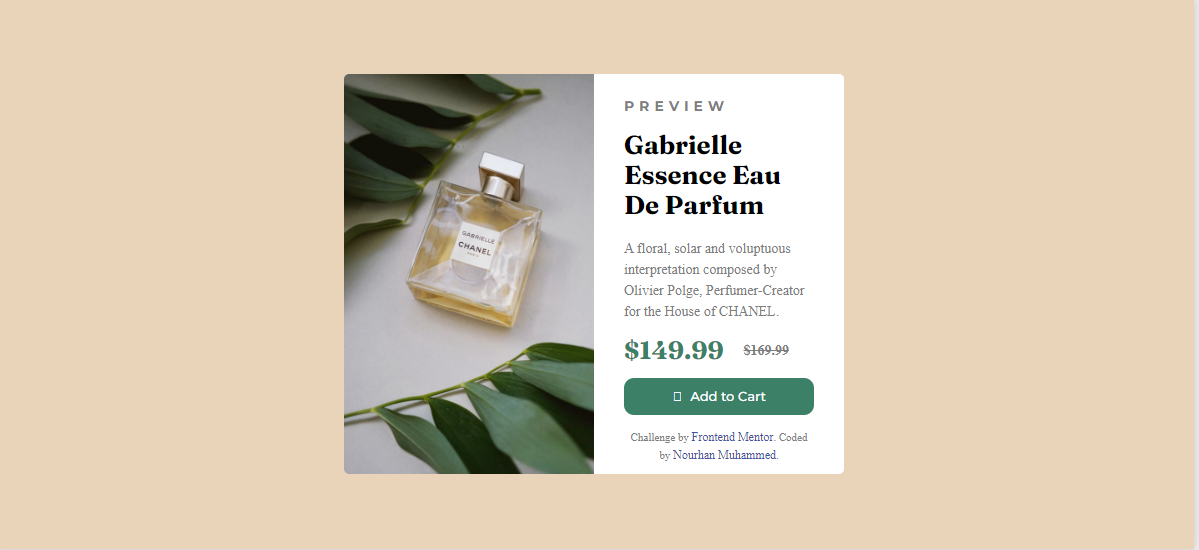 GABRIELLE
CHANEL
PREVIEW
Gabrielle
Essence Eau
De Parfum
A floral, solar and voluptuous
interpretation composed by
Olivier Polge, Perfumer-Creator
for the House of CHANEL.
$149.99 $169.99
Add to Cart
Challenge by Frontend Mentor. Coded
by Nourhan Muhammed.